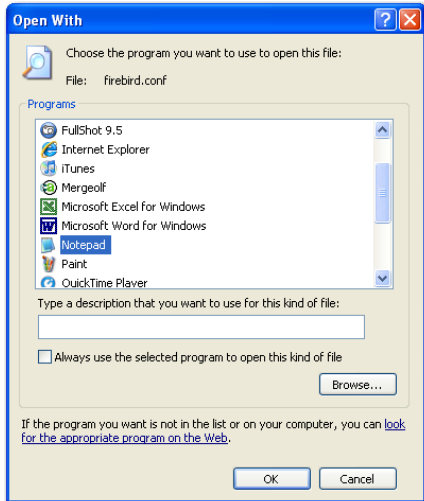 Open With
Choose the program you want to use to open this file:
File: firebird.conf
Programs
FullShot 9.5
Internet Explorer
iTunes
Mergeolf
Microsoft Excel for Windows
Microsoft Word for Windows
Notepad
Paint
QuickTime Player
Type a description that you want to use for this kind of file:
Always use the selected program to open this kind of file
Browse...
If the program you want is not in the list or on your computer, you can look
for the appropriate program on the Web.
OK Cancel